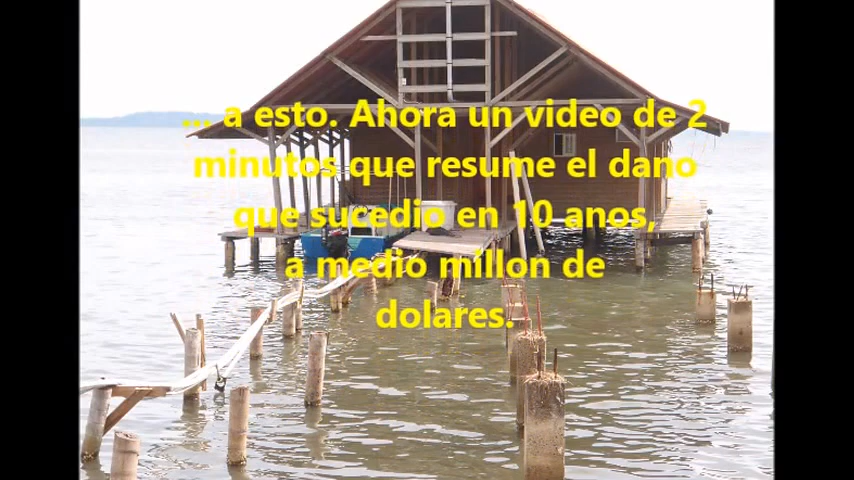 ... a esto. Ahora un video de 2
minutos que resume el dano
que sucedio en 10 anos,
a medio millon de
dolares.